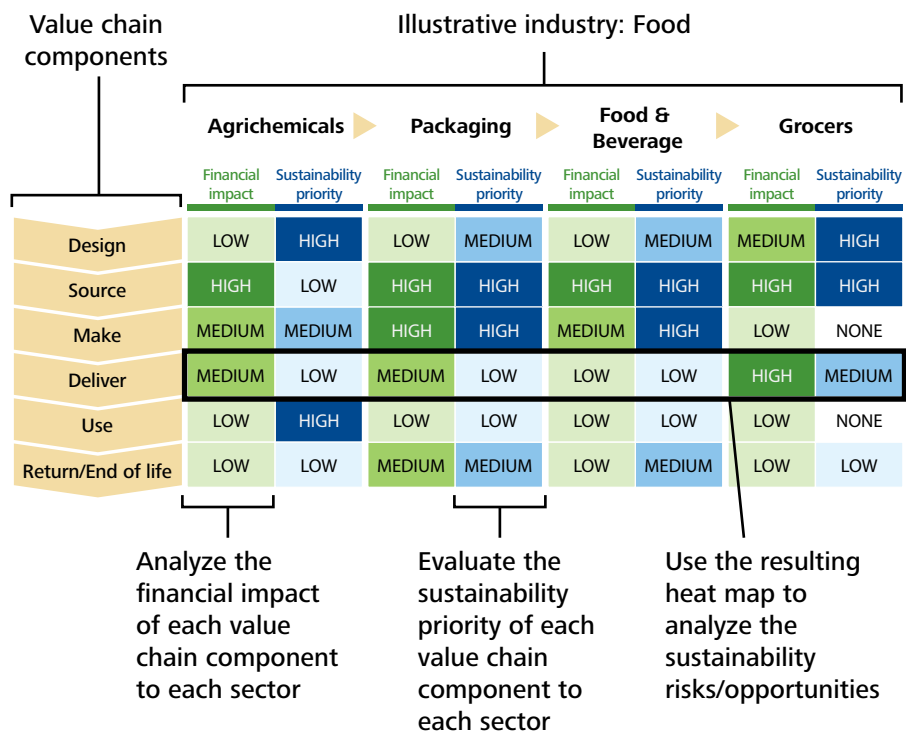 Value chain
components
Illustrative industry: Food
Agrichemicals
Packaging
Food &
Beverage
Grocers
Financial
impact
Sustainability
priority
Financial
impact
Sustainability
priority
Financial
impact
Sustainability
priority
Financial
impact
Sustainability
priority
Design LOW HIGH LOW MEDIUM LOW MEDIUM MEDIUM HIGH
Source HIGH LOW HIGH HIGH HIGH HIGH HIGH HIGH
Make MEDIUM MEDIUM HIGH HIGH MEDIUM HIGH LOW NONE
Deliver MEDIUM LOW MEDIUM LOW LOW LOW HIGH MEDIUM
Use LOW HIGH LOW LOW LOW LOW LOW NONE
Return/End of life LOW LOW MEDIUM MEDIUM LOW MEDIUM LOW LOW
Analyze the
financial impact
of each value
chain component
to each sector
Evaluate the
sustainability
priority of each
value chain
component to
each sector
Use the resulting
heat map to
analyze the
sustainability
risks/opportunities